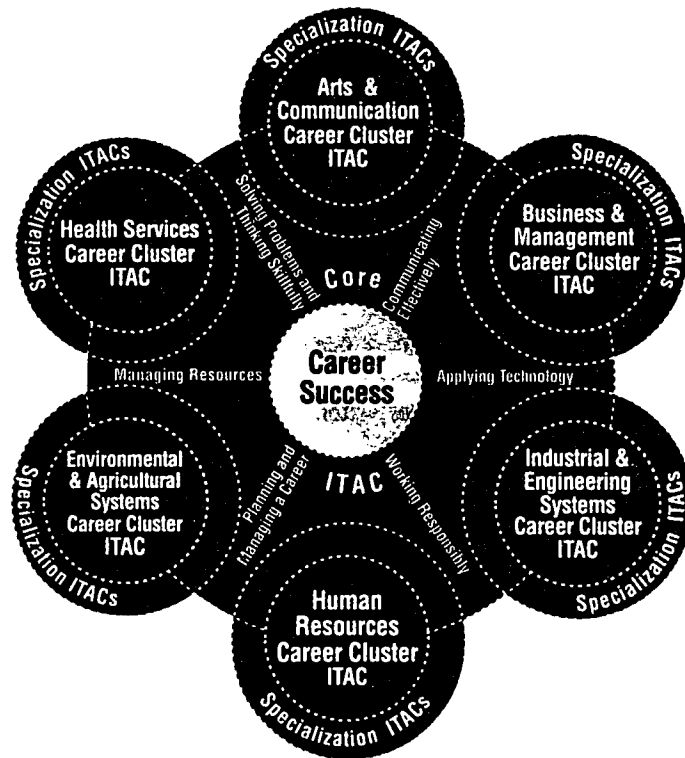 Specialization ITACs
Arts &
Communication
Career Cluster
ITAC
Specialization ITACs
Health Services
Career Cluster
ITAC
Specialization ITACs
Business &
Management
Career Cluster
ITAC
Solving Problems and
Thinking Skillfully
Core
Communicating
Effectively
Managing Resources
Career
Success
Applying Technology
Environmental
& Agricultural
Systems
Career Cluster
ITAC
Specialization ITACs
Planning and
Managing a Career
ITAC
Working Responsibly
Industrial &
Engineering
Systems
Career Cluster
ITAC
Specialization ITACs
Human
Resources
Career Cluster
ITAC
Specialization ITACs